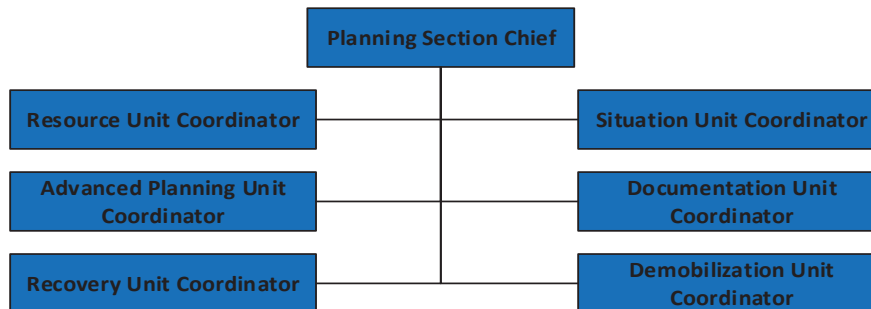 Planning Section Chief
Resource Unit Coordinator
Situation Unit Coordinator
Advanced Planning Unit
Coordinator
Documentation Unit
Coordinator
Recovery Unit Coordinator
Demobilization Unit
Coordinator